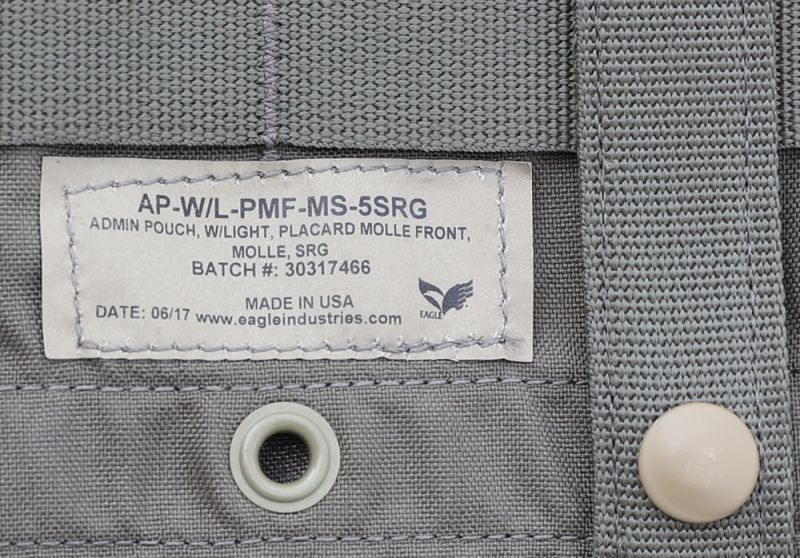 AP-W/L-PMF-MS-5SRG
ADMIN POUCH, W/LIGHT, PLACARD MOLLE FRONT,
MOLLE, SRG
BATCH #: 30317466
MADE IN USA
DATE: 06/17 www.eagleindustries.com
EAGLE